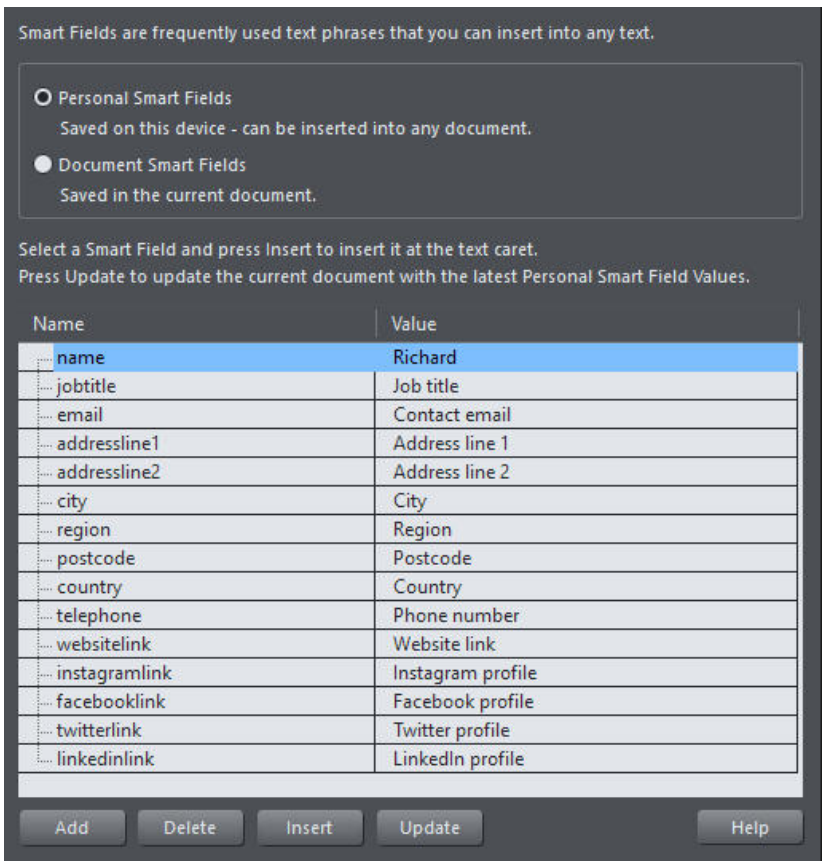 Smart Fields are frequently used text phrases that you can insert into any text.
Personal Smart Fields
Saved on this device - can be inserted into any document.
Document Smart Fields
Saved in the current document.
Select a Smart Field and press Insert to insert it at the text caret.
Press Update to update the current document with the latest Personal Smart Field Values.
Name Value
name Richard
jobtitle Job title
email Contact email
addressline1 Address line 1
addressline2 Address line 2
city City
region Region
postcode Postcode
country Country
telephone Phone number
websitelink Website link
instagramlink Instagram profile
facebooklink Facebook profile
twitterlink Twitter profile
linkedinlink LinkedIn profile
Add Delete Insert Update Help